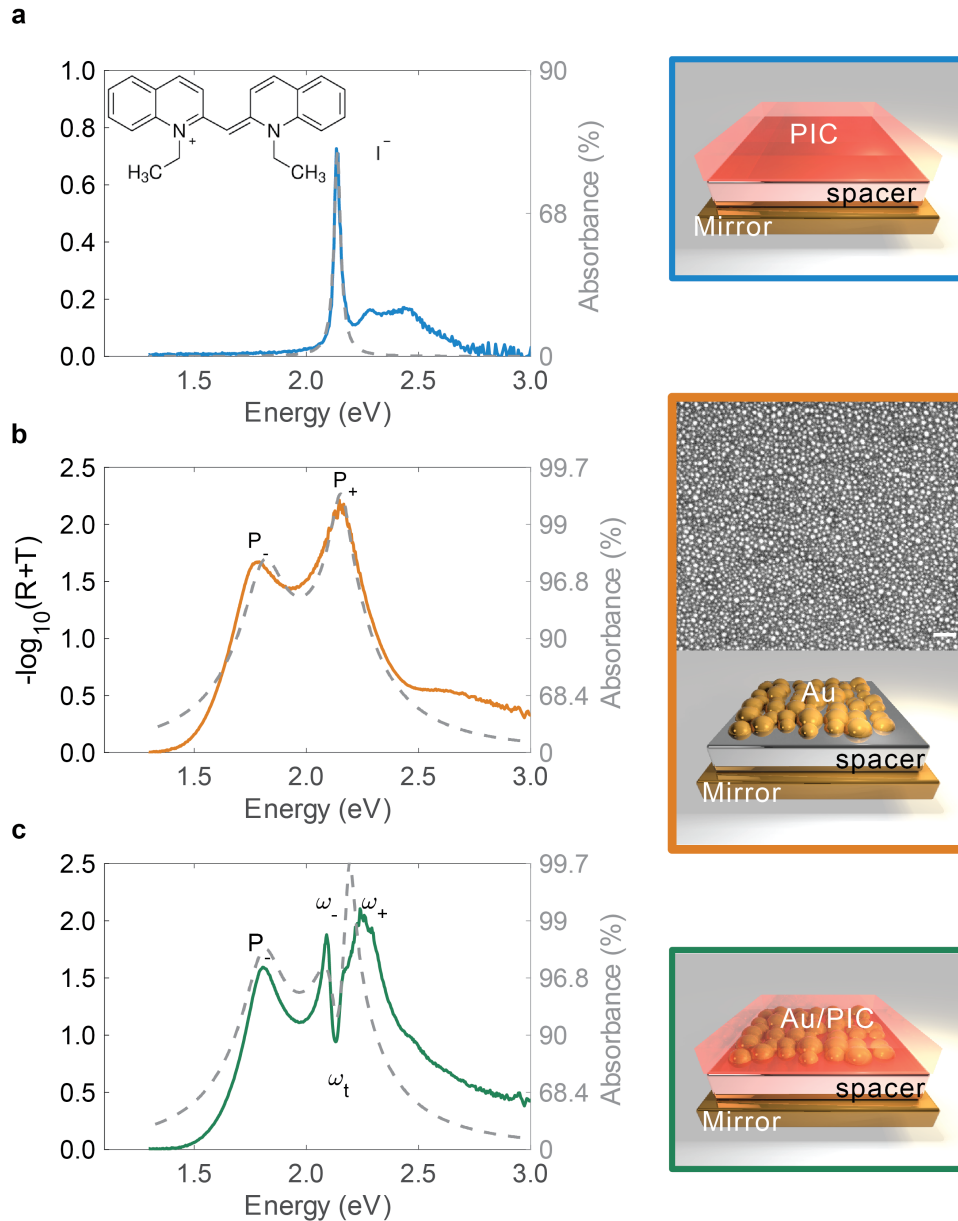 a
1.0
0.8
0.6
0.4
0.2
0.0
1.5
2.0
2.5
3.0
Energy (eV)
90
68
0
Absorbance (%)
N
+
N
H₃C
CH₃
I⁻
PIC
spacer
Mirror
b
2.5
2.0
1.5
1.0
0.5
0.0
-log₁₀(R+T)
P₋
P₊
1.5
2.0
2.5
3.0
Energy (eV)
99.7
99
96.8
90
68.4
0
Absorbance (%)
Au
spacer
Mirror
c
2.5
2.0
1.5
1.0
0.5
0.0
P₋
ω₋
ω₊
ωₜ
1.5
2.0
2.5
3.0
Energy (eV)
99.7
99
96.8
90
68.4
0
Absorbance (%)
Au/PIC
spacer
Mirror